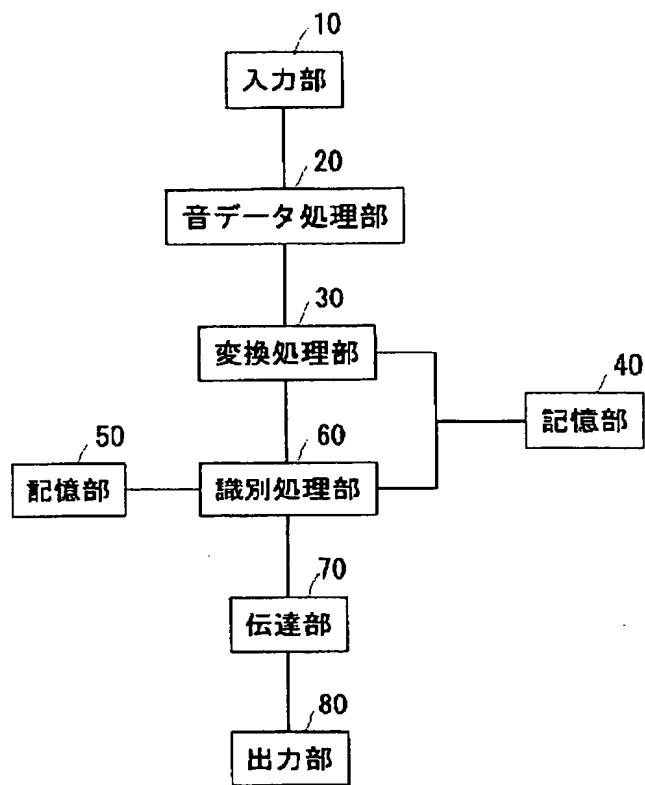 10
入力部
20
音データ処理部
30
変換処理部
40
記憶部
50
記憶部
60
識別処理部
70
伝達部
80
出力部